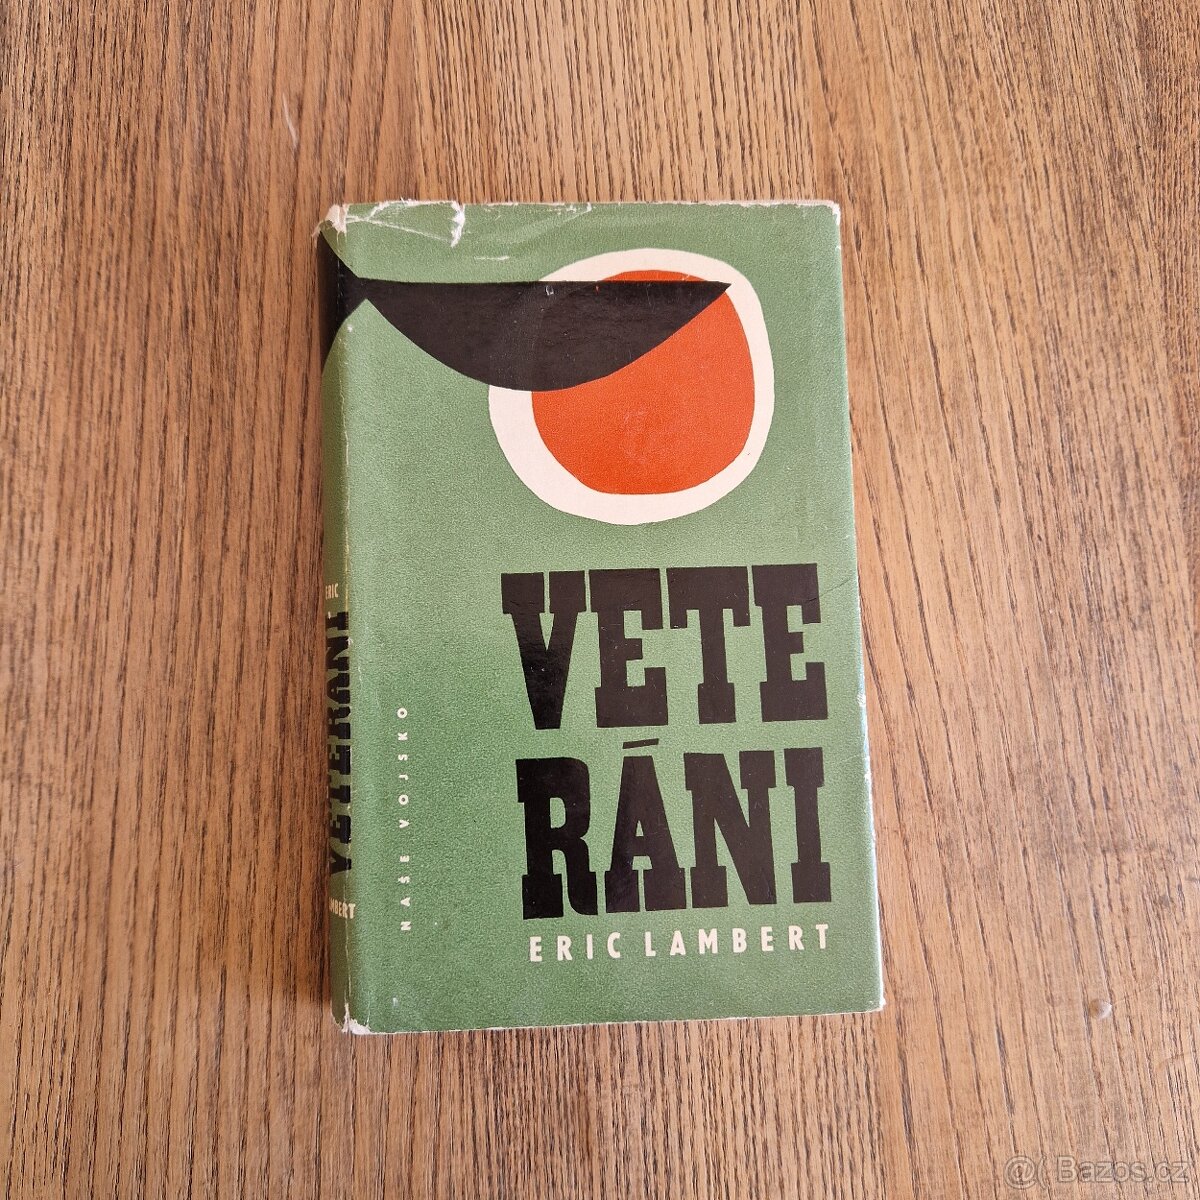 VETE
RÁNI
ERIC LAMBERT
NAŠE VOJSKO
ERIC
VETERÁNI
LAMBERT
@( Bazos.cz